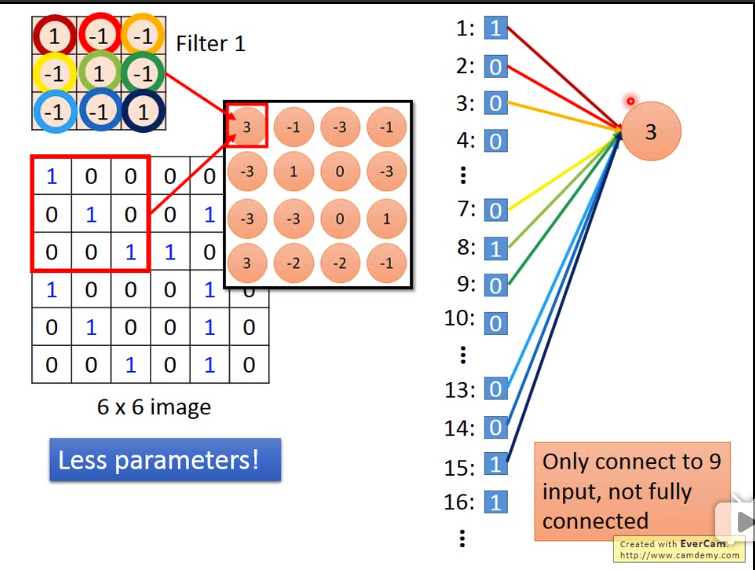 1 -1 -1
-1 1 -1
-1 -1 1
Filter 1
3 -1 -3 -1
-3 1 0 -3
-3 -3 0 1
3 -2 -2 -1
1 0 0 0 0
0 1 0 0 1
0 0 1 1 0
1 0 0 0 1 0
0 1 0 0 1 0
0 0 1 0 1 0
6 x 6 image
Less parameters!
1: 1
2: 0
3: 0
4: 0
⋮
7: 0
8: 1
9: 0
10: 0
⋮
13: 0
14: 0
15: 1
16: 1
⋮
3
Only connect to 9
input, not fully
connected
Created with EverCam.
http://www.camdemy.com